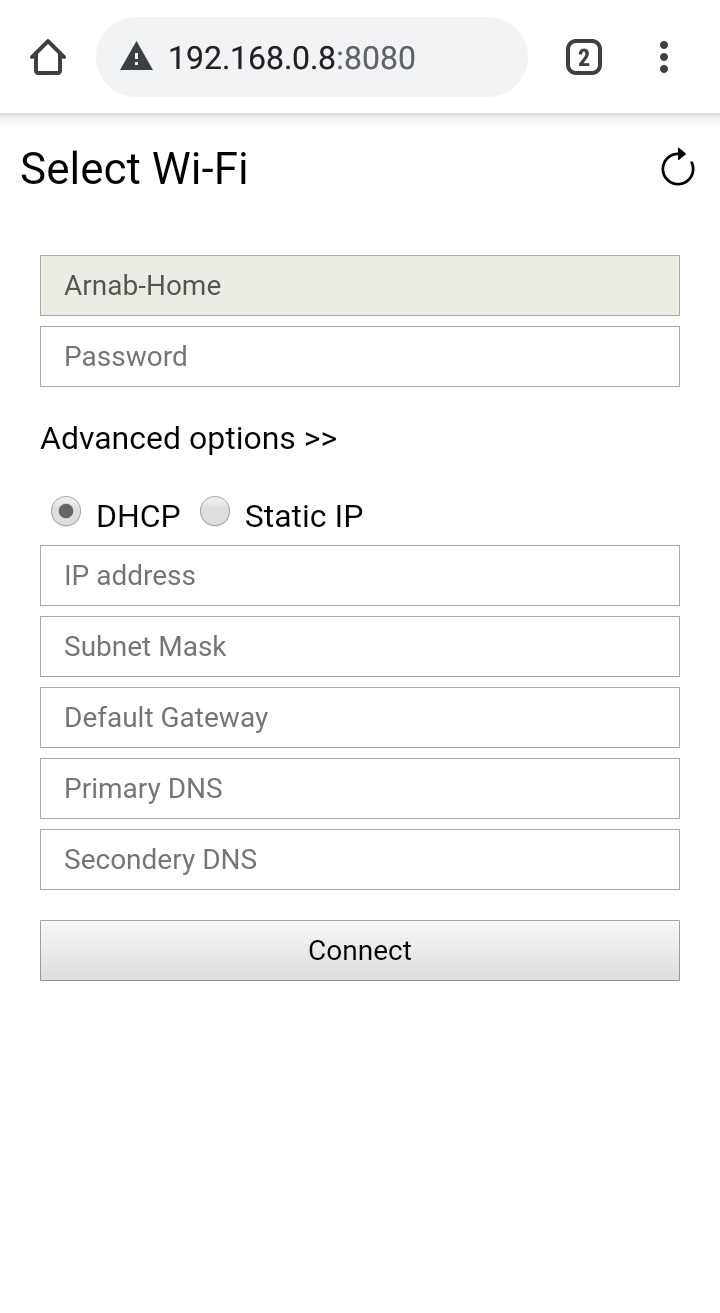 192.168.0.8:8080
2
Select Wi-Fi
Arnab-Home
Password
Advanced options >>
DHCP Static IP
IP address
Subnet Mask
Default Gateway
Primary DNS
Secondery DNS
Connect